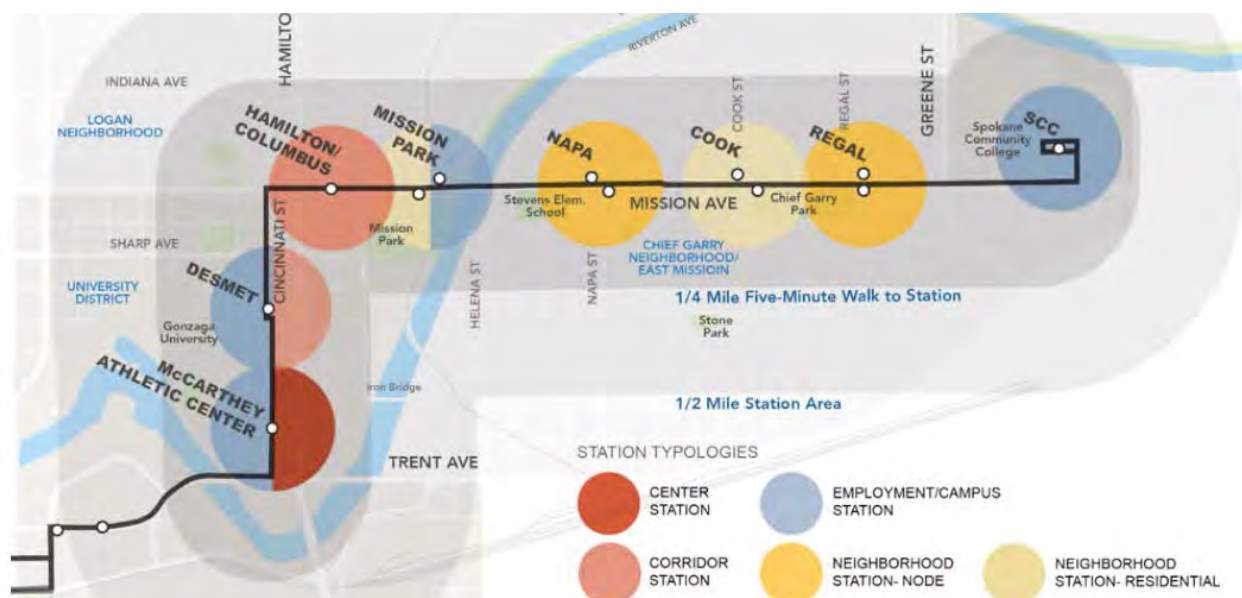 HAMILTO
RIVERTON AVE
INDIANA AVE
LOGAN
NEIGHBORHOOD
HAMILTON/
COLUMBUS
MISSION
PARK
NAPA
COOK
COOK ST
REGAL
REGAL ST
GREENE ST
SCC
Spokane
Community
College
Stevens Elem.
School
MISSION AVE
Chief Garry
Park
Mission
Park
SHARP AVE
CINCINNATI ST
CHIEF GARRY
NEIGHBORHOOD/
EAST MISSIOIN
UNIVERSITY
DISTRICT
DESMET
HELENA ST
NAPA ST
1/4 Mile Five-Minute Walk to Station
Gonzaga
University
Stone
Park
McCARTHEY
ATHLETIC CENTER
Iron Bridge
1/2 Mile Station Area
TRENT AVE
STATION TYPOLOGIES
CENTER
STATION
EMPLOYMENT/CAMPUS
STATION
CORRIDOR
STATION
NEIGHBORHOOD
STATION- NODE
NEIGHBORHOOD
STATION- RESIDENTIAL